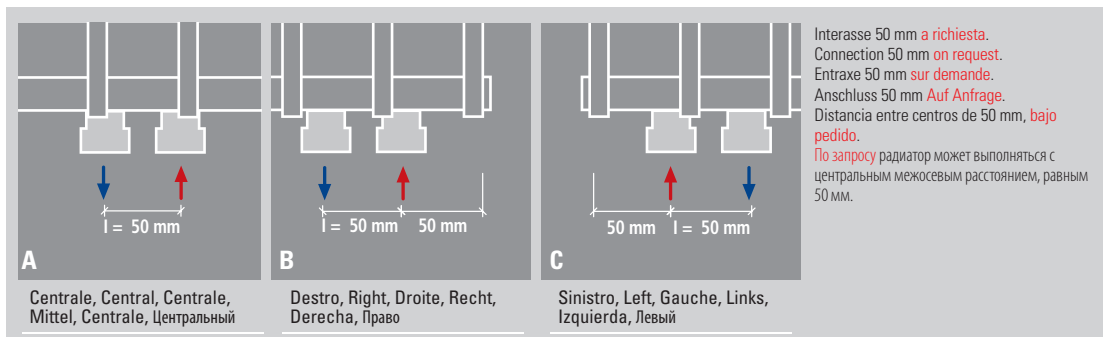 I = 50 mm
A
Centrale, Central, Centrale,
Mittel, Centrale, Центральный
I = 50 mm 50 mm
B
Destro, Right, Droite, Recht,
Derecha, Право
50 mm I = 50 mm
C
Sinistro, Left, Gauche, Links,
Izquierda, Левый
Interasse 50 mm a richiesta.
Connection 50 mm on request.
Entraxe 50 mm sur demande.
Anschluss 50 mm Auf Anfrage.
Distancia entre centros de 50 mm, bajo
pedido.
По запросу радиатор может выполняться с
центральным межосевым расстоянием, равным
50 мм.